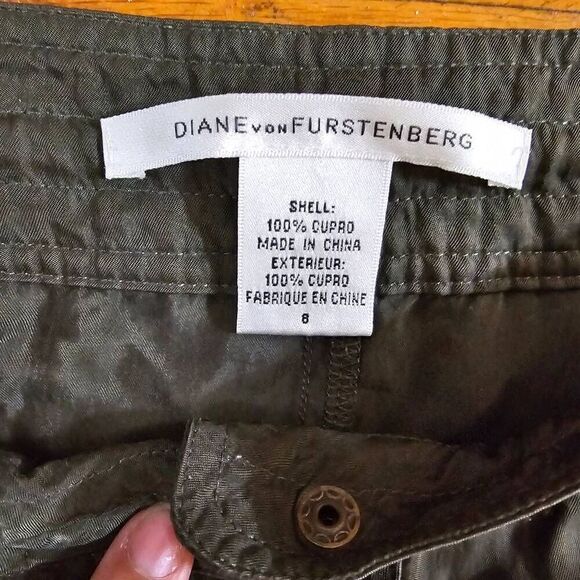 DIANE VON FURSTENBERG
SHELL:
100% CUPRO
MADE IN CHINA
EXTERIEUR:
100% CUPRO
FABRIQUE EN CHINE
8